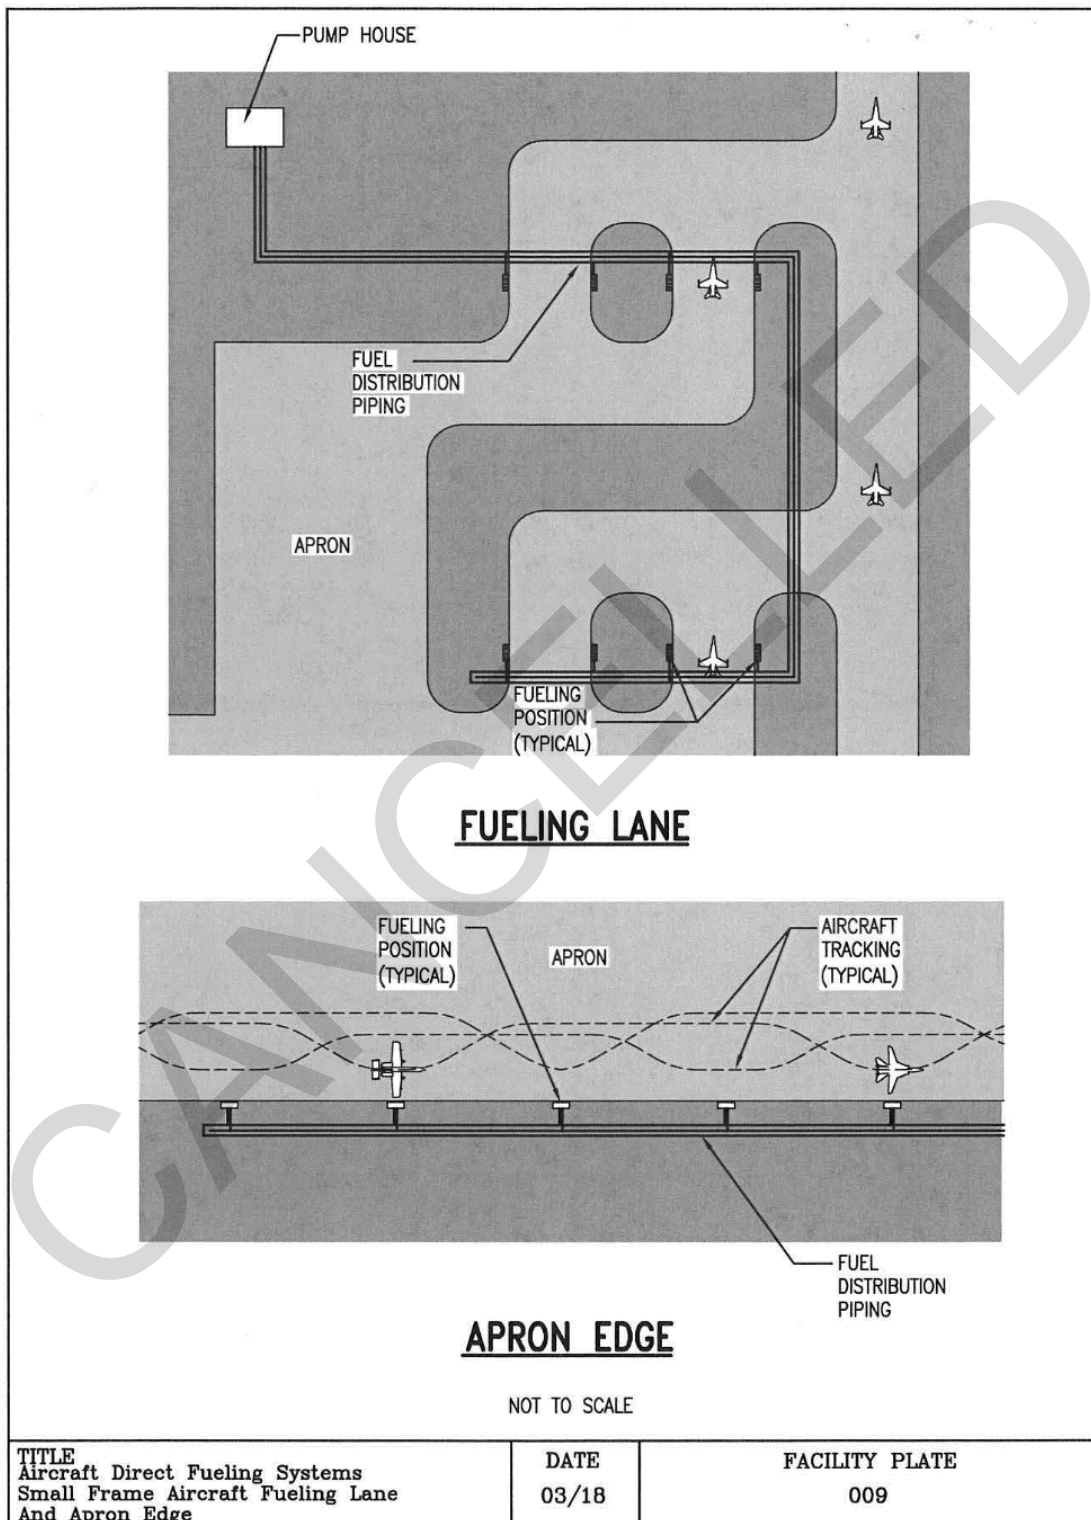 PUMP HOUSE
FUEL
DISTRIBUTION
PIPING
APRON
FUELING
POSITION
(TYPICAL)
FUELING LANE
FUELING
POSITION
(TYPICAL)
APRON
AIRCRAFT
TRACKING
(TYPICAL)
FUEL
DISTRIBUTION
PIPING
APRON EDGE
NOT TO SCALE
TITLE
Aircraft Direct Fueling Systems
Small Frame Aircraft Fueling Lane
And Apron Edge
DATE
03/18
FACILITY PLATE
009
CANCELLED